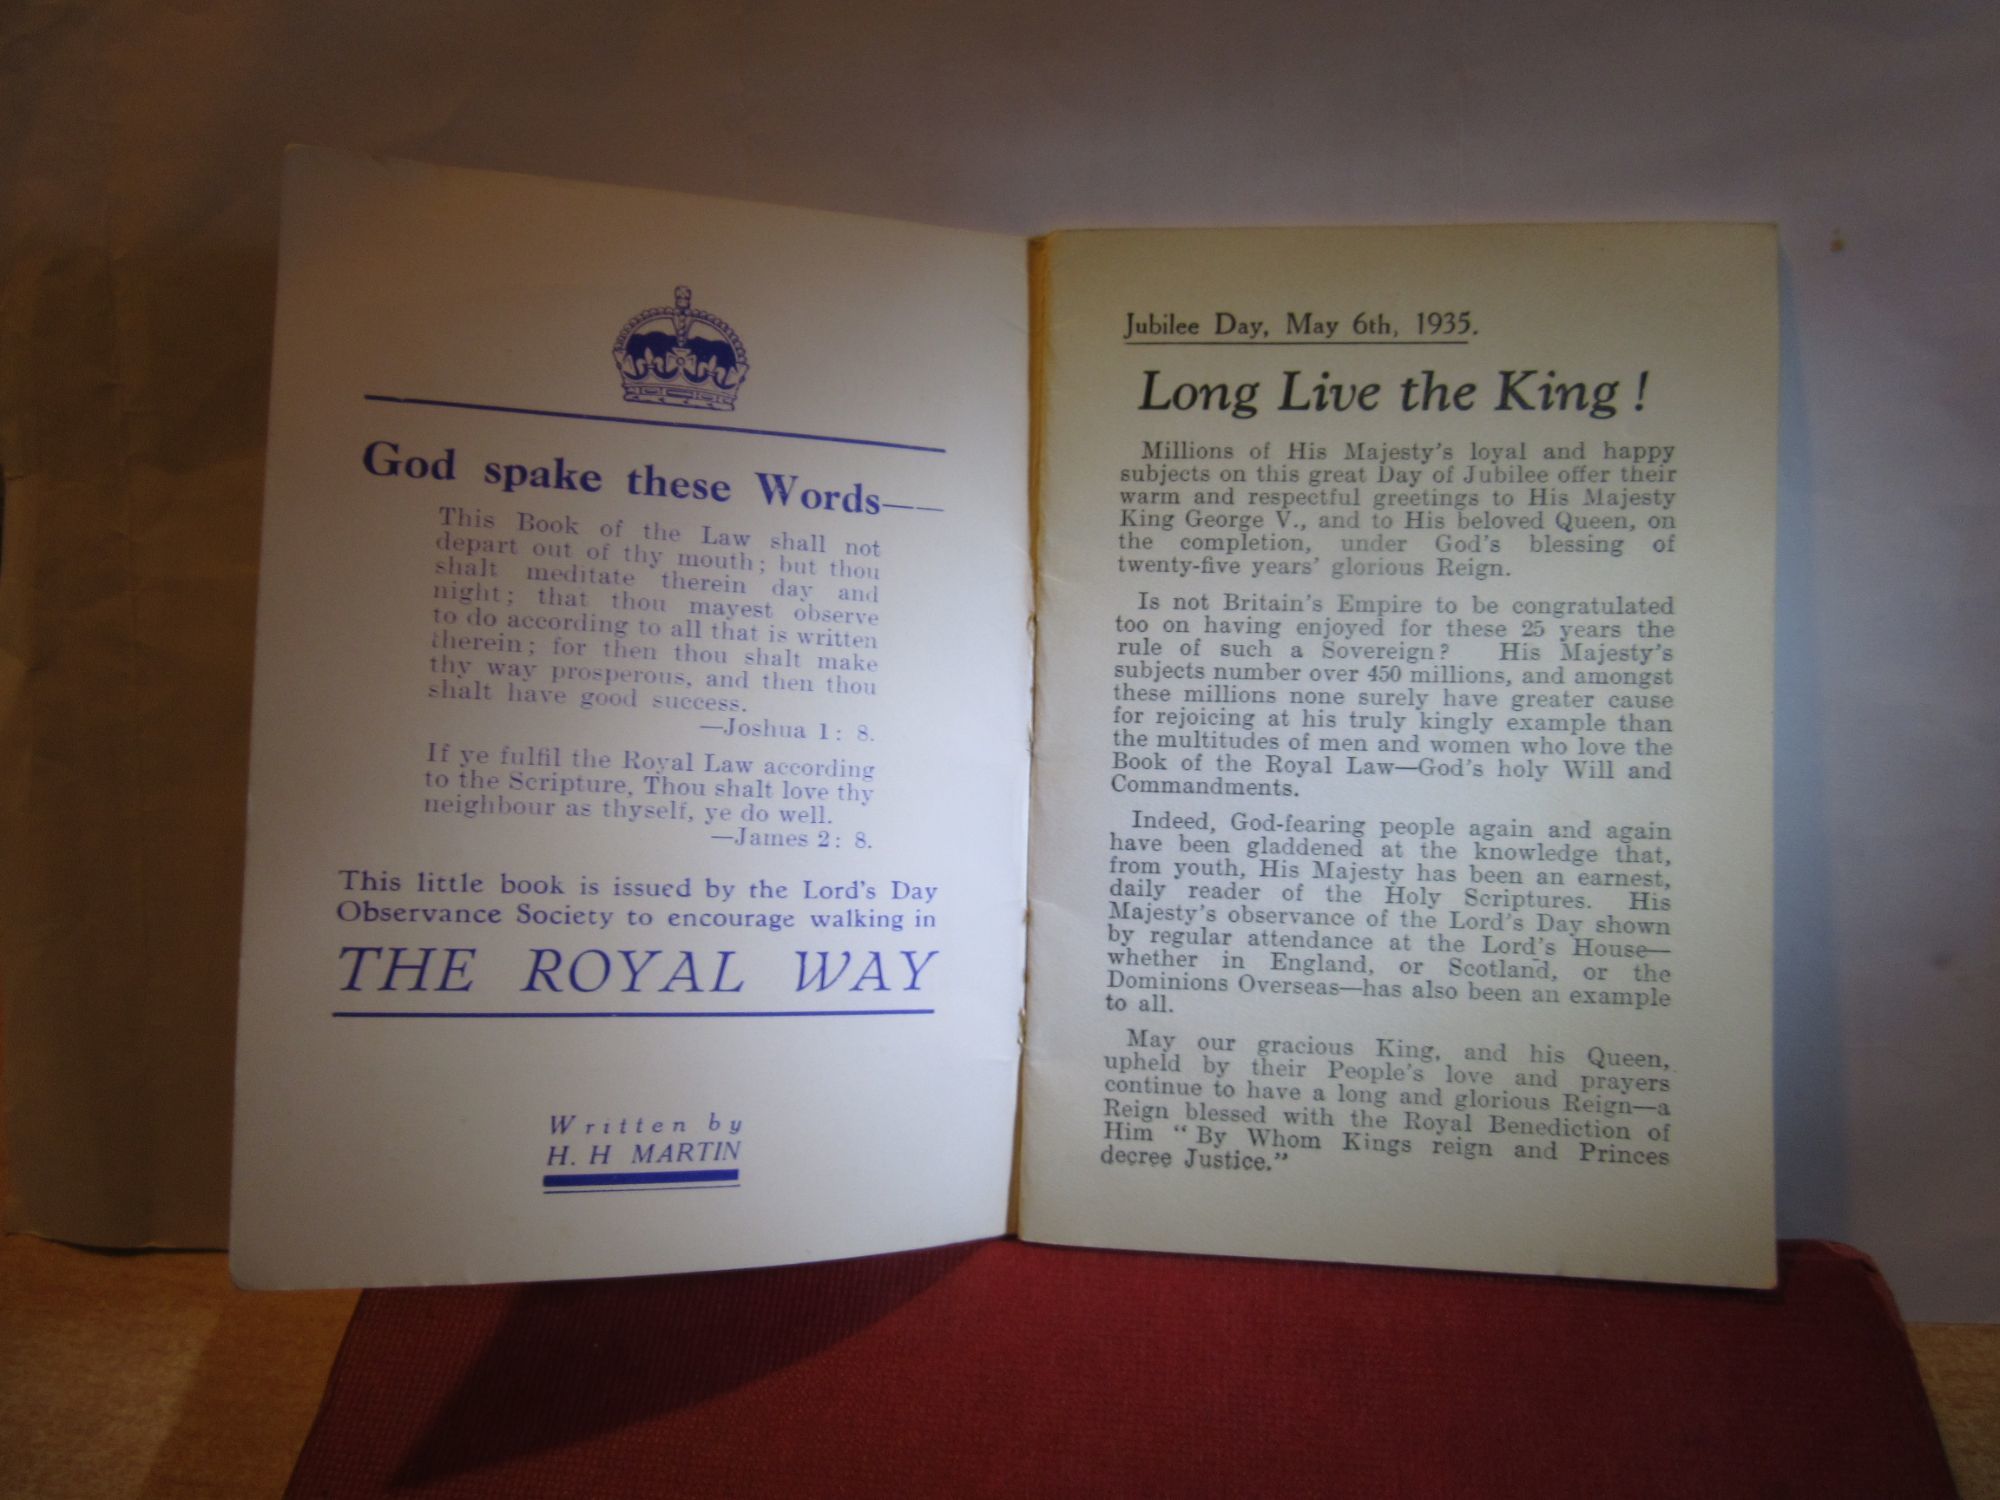 God spake these Words——
This Book of the Law shall not
depart out of thy mouth; but thou
shalt meditate therein day and
night; that thou mayest observe
to do according to all that is written
therein; for then thou shalt make
thy way prosperous, and then thou
shalt have good success.
—Joshua 1: 8.
If ye fulfil the Royal Law according
to the Scripture, Thou shalt love thy
neighbour as thyself, ye do well.
—James 2: 8.
This little book is issued by the Lord's Day
Observance Society to encourage walking in
THE ROYAL WAY
Written by
H. H MARTIN
Jubilee Day, May 6th, 1935.
Long Live the King!
Millions of His Majesty's loyal and happy
subjects on this great Day of Jubilee offer their
warm and respectful greetings to His Majesty
King George V., and to His beloved Queen, on
the completion, under God's blessing of
twenty-five years' glorious Reign.
Is not Britain's Empire to be congratulated
too on having enjoyed for these 25 years the
rule of such a Sovereign? His Majesty's
subjects number over 450 millions, and amongst
these millions none surely have greater cause
for rejoicing at his truly kingly example than
the multitudes of men and women who love the
Book of the Royal Law—God's holy Will and
Commandments.
Indeed, God-fearing people again and again
have been gladdened at the knowledge that,
from youth, His Majesty has been an earnest,
daily reader of the Holy Scriptures. His
Majesty's observance of the Lord's Day shown
by regular attendance at the Lord's House—
whether in England, or Scotland, or the
Dominions Overseas—has also been an example
to all.
May our gracious King, and his Queen,
upheld by their People's love and prayers
continue to have a long and glorious Reign—a
Reign blessed with the Royal Benediction of
Him "By Whom Kings reign and Princes
decree Justice."